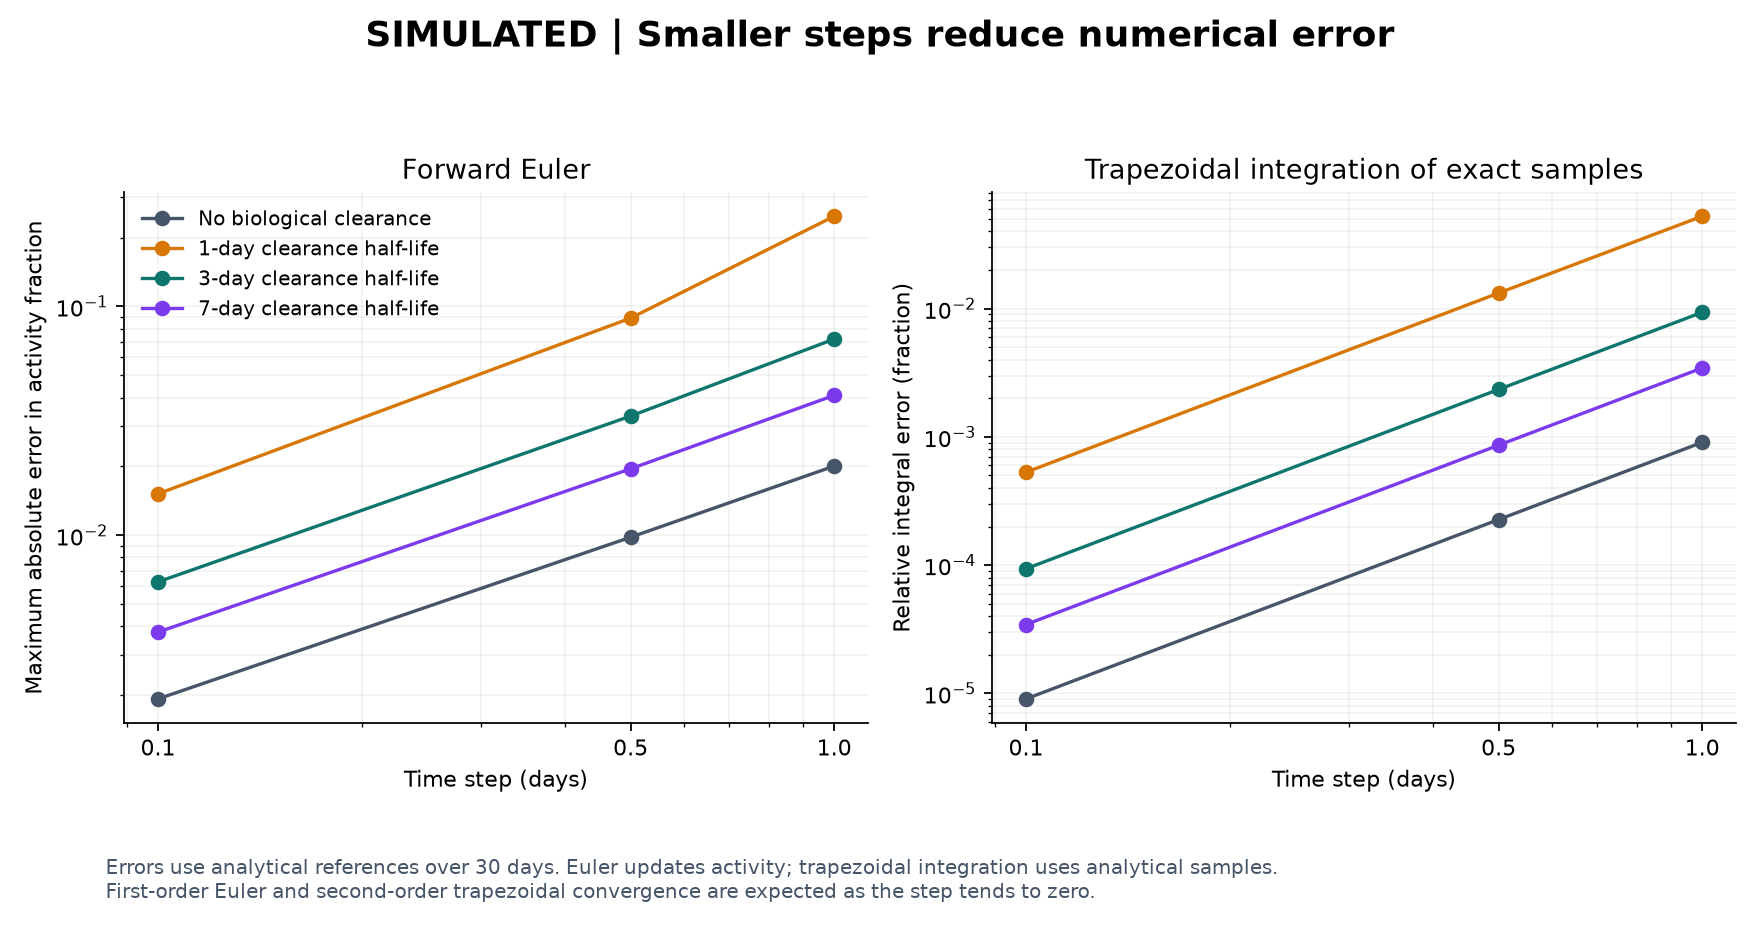 SIMULATED | Smaller steps reduce numerical error
Forward Euler
Maximum absolute error in activity fraction
10⁻¹
10⁻²
No biological clearance
1-day clearance half-life
3-day clearance half-life
7-day clearance half-life
0.1
0.5
1.0
Time step (days)
Trapezoidal integration of exact samples
Relative integral error (fraction)
10⁻²
10⁻³
10⁻⁴
10⁻⁵
0.1
0.5
1.0
Time step (days)
Errors use analytical references over 30 days. Euler updates activity; trapezoidal integration uses analytical samples.
First-order Euler and second-order trapezoidal convergence are expected as the step tends to zero.